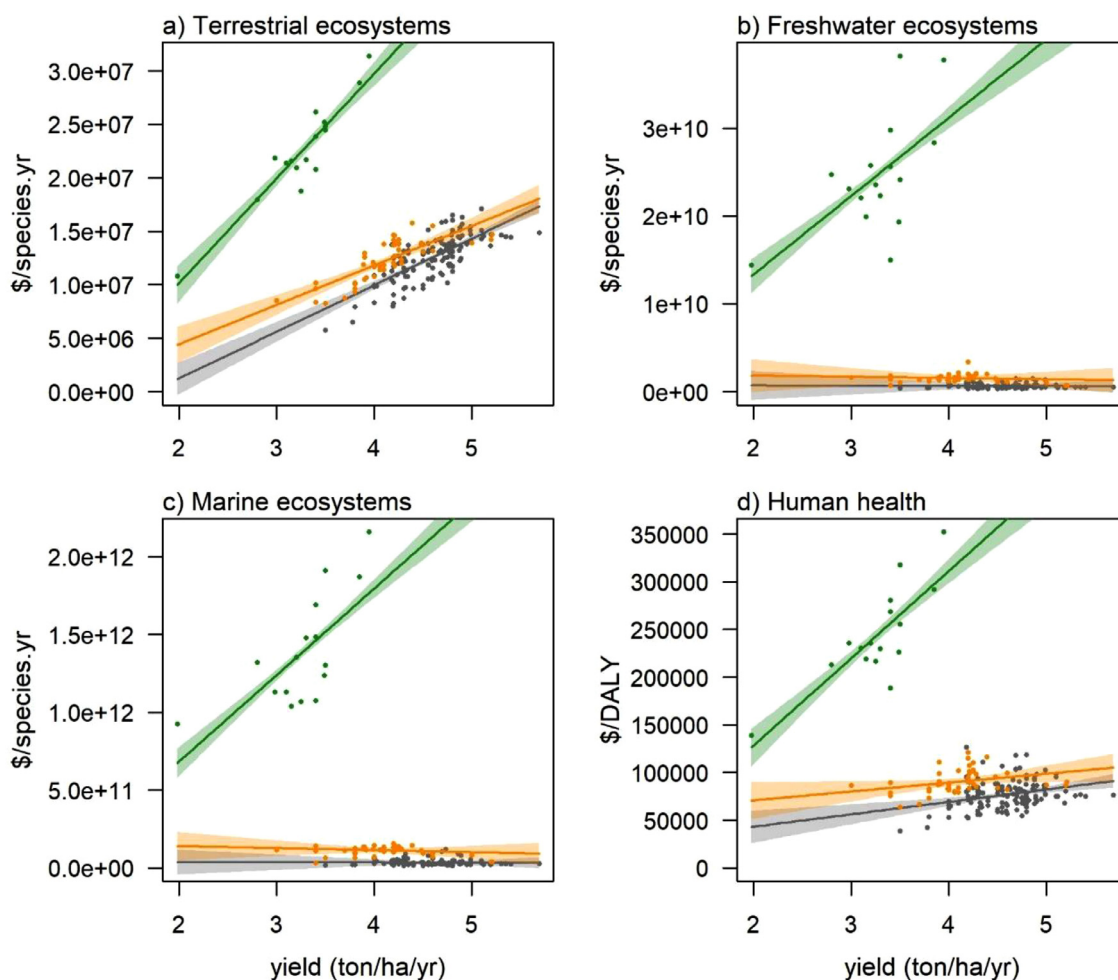 a) Terrestrial ecosystems
3.0e+07
2.5e+07
2.0e+07
1.5e+07
1.0e+07
5.0e+06
0.0e+00
$/species.yr
2 3 4 5
b) Freshwater ecosystems
3e+10
2e+10
1e+10
0e+00
$/species.yr
2 3 4 5
c) Marine ecosystems
2.0e+12
1.5e+12
1.0e+12
5.0e+11
0.0e+00
$/species.yr
2 3 4 5
yield (ton/ha/yr)
d) Human health
350000
300000
250000
200000
150000
100000
50000
0
$/DALY
2 3 4 5
yield (ton/ha/yr)